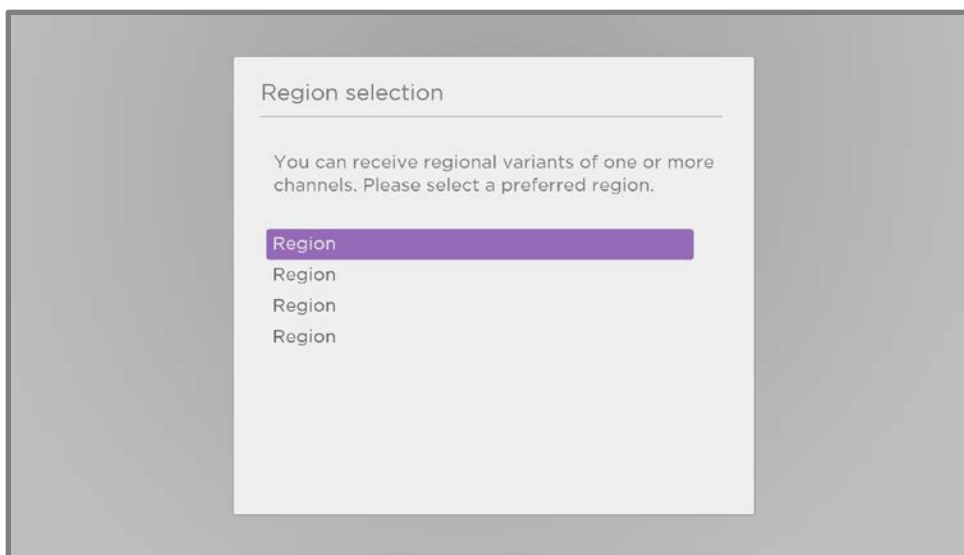 Region selection
You can receive regional variants of one or more
channels. Please select a preferred region.
Region
Region
Region
Region